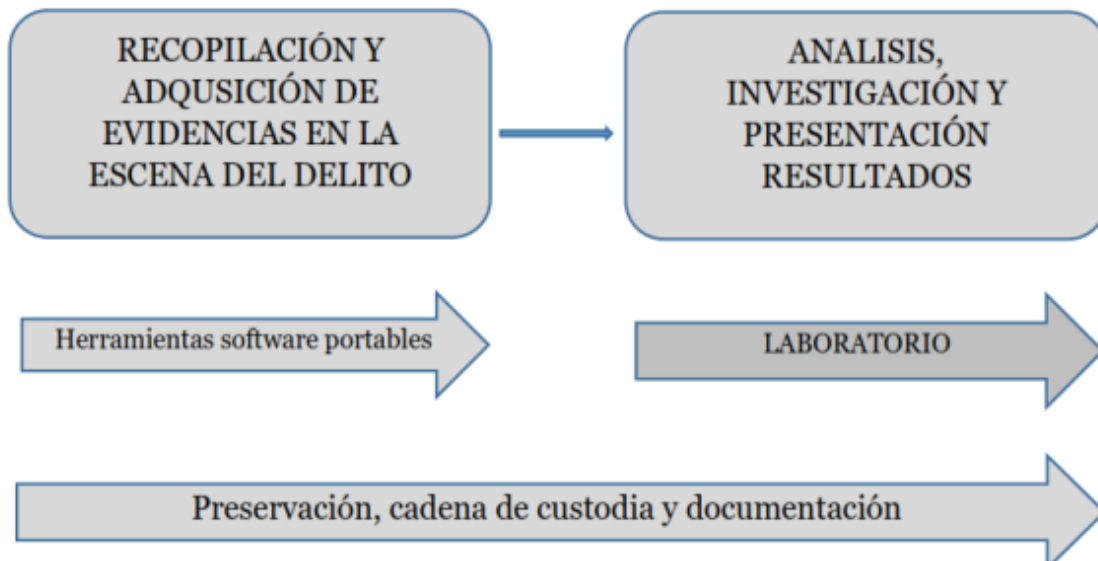 RECOPILACIÓN Y
ADQUSICIÓN DE
EVIDENCIAS EN LA
ESCENA DEL DELITO
ANALISIS,
INVESTIGACIÓN Y
PRESENTACIÓN
RESULTADOS
Herramientas software portables
LABORATORIO
Preservación, cadena de custodia y documentación